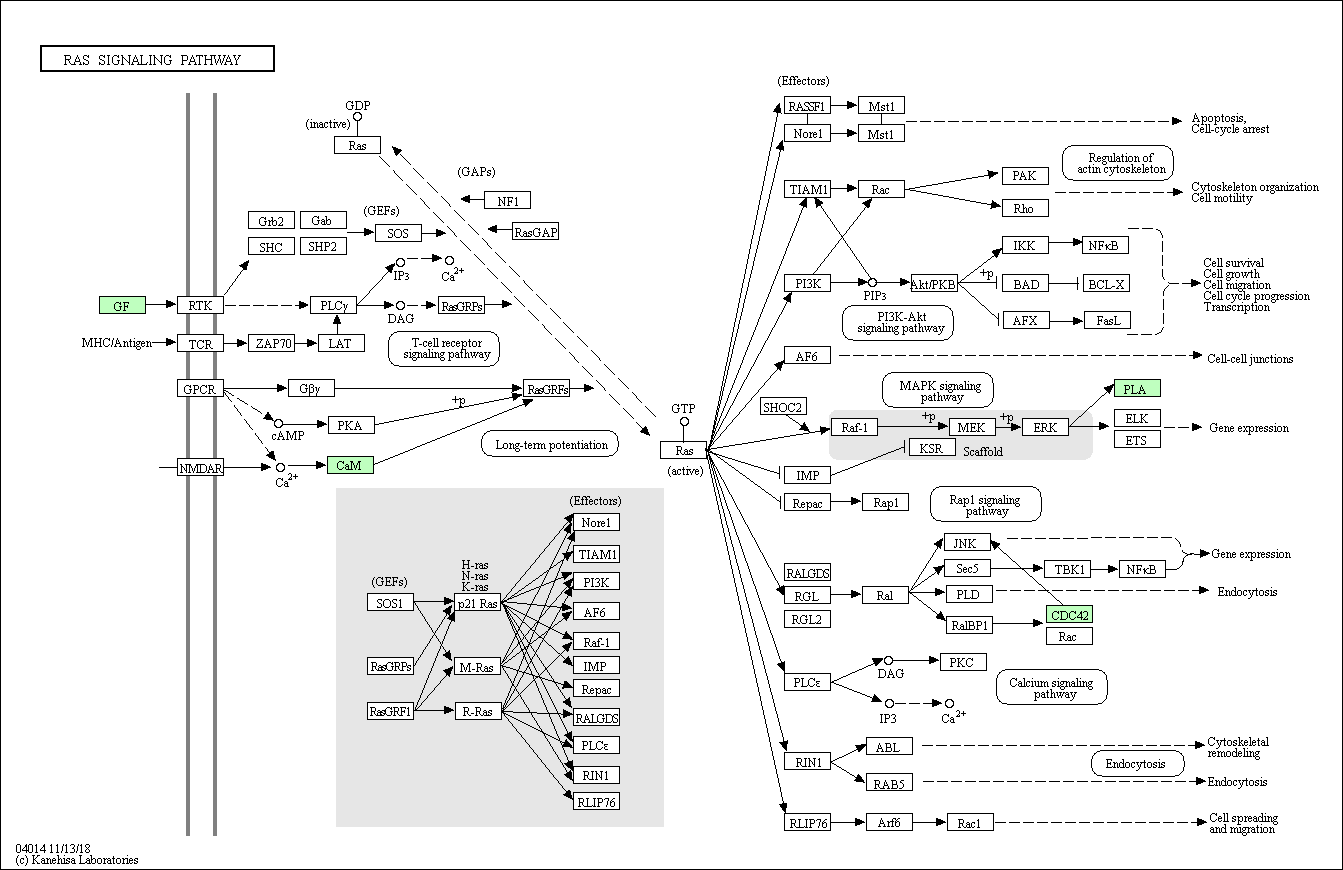 RAS SIGNALING PATHWAY
GDP
(inactive)
Ras
(GAPs)
NF1
RasGAP
(GEFs)
Grb2
Gab
SHC
SHP2
SOS
IP3
Ca2+
GF
RTK
PLCγ
DAG
RasGRPs
MHC/Antigen
TCR
ZAP70
LAT
T-cell receptor
signaling pathway
GPCR
Gβγ
RasGRFs
+p
cAMP
PKA
Long-term potentiation
NMDAR
Ca2+
CaM
GTP
Ras
(active)
(Effectors)
RASSF1
Mst1
Nore1
Mst1
Apoptosis,
Cell-cycle arrest
Regulation of
actin cytoskeleton
TIAM1
Rac
PAK
Rho
Cytoskeleton organization
Cell motility
PI3K
PIP3
Akt/PKB
+p
IKK
NFκB
BAD
BCL-X
AFX
FasL
PI3K-Akt
signaling pathway
Cell survival
Cell growth
Cell migration
Cell cycle progression
Transcription
AF6
Cell-cell junctions
MAPK signaling
pathway
SHOC2
Raf-1
+p
MEK
+p
ERK
KSR
Scaffold
PLA
ELK
ETS
Gene expression
IMP
Repac
Rap1
Rap1 signaling
pathway
RALGDS
RGL
RGL2
Ral
JNK
Sec5
TBK1
NFκB
PLD
RalBP1
CDC42
Rac
Gene expression
Endocytosis
PLCε
DAG
PKC
IP3
Ca2+
Calcium signaling
pathway
RIN1
ABL
RAB5
Endocytosis
Cytoskeletal
remodeling
Endocytosis
RLIP76
Arf6
Rac1
Cell spreading
and migration
(Effectors)
(GEFs)
H-ras
N-ras
K-ras
SOS1
p21 Ras
RasGRPs
M-Ras
RasGRF1
R-Ras
Nore1
TIAM1
PI3K
AF6
Raf-1
IMP
Repac
RALGDS
PLCε
RIN1
RLIP76
04014 11/13/18
(c) Kanehisa Laboratories